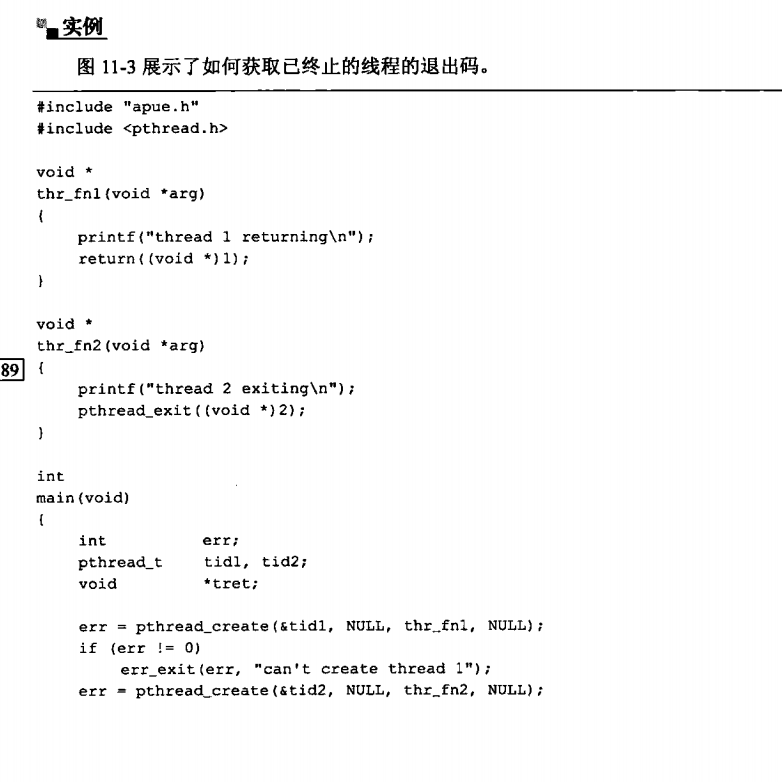 实例
图 11-3 展示了如何获取已终止的线程的退出码。
#include "apue.h"
#include <pthread.h>
void *
thr_fn1(void *arg)
{
    printf("thread 1 returning\n");
    return((void *)1);
}
void *
thr_fn2(void *arg)
89 {
    printf("thread 2 exiting\n");
    pthread_exit((void *)2);
}
int
main(void)
{
    int         err;
    pthread_t   tid1, tid2;
    void        *tret;
    err = pthread_create(&tid1, NULL, thr_fn1, NULL);
    if (err != 0)
        err_exit(err, "can't create thread 1");
    err = pthread_create(&tid2, NULL, thr_fn2, NULL);